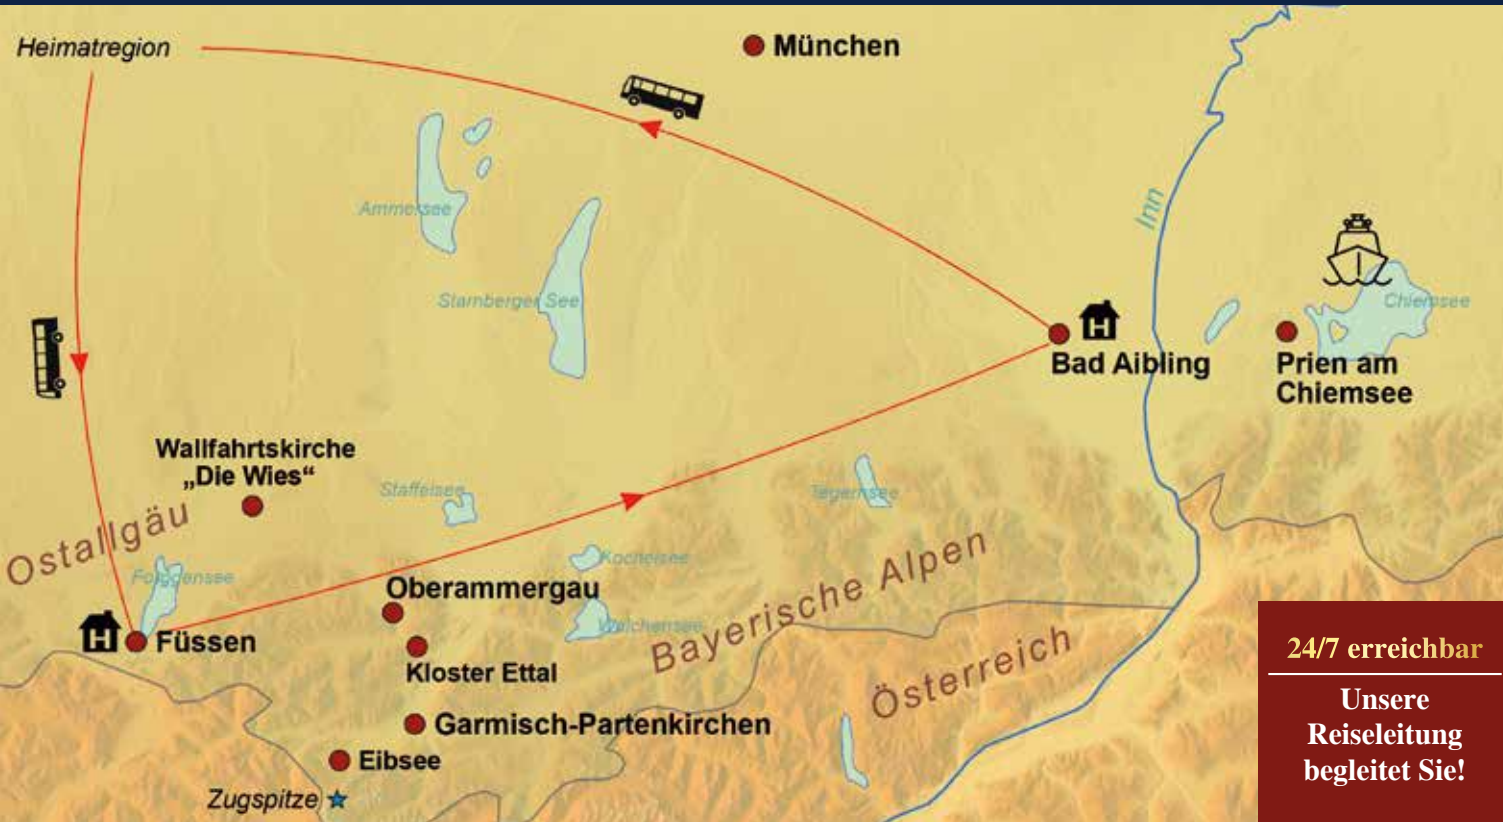 Heimatregion
München
Ammersee
Inn
Starnberger See
Chiemsee
H
Bad Aibling
Prien am
Chiemsee
Wallfahrtskirche
„Die Wies“
Staffelsee
Tegernsee
Ostallgäu
Kochelsee
Forggensee
Oberammergau
Walchensee
Bayerische Alpen
H
Füssen
Kloster Ettal
Österreich
Garmisch-Partenkirchen
Eibsee
Zugspitze
24/7 erreichbar
Unsere
Reiseleitung
begleitet Sie!